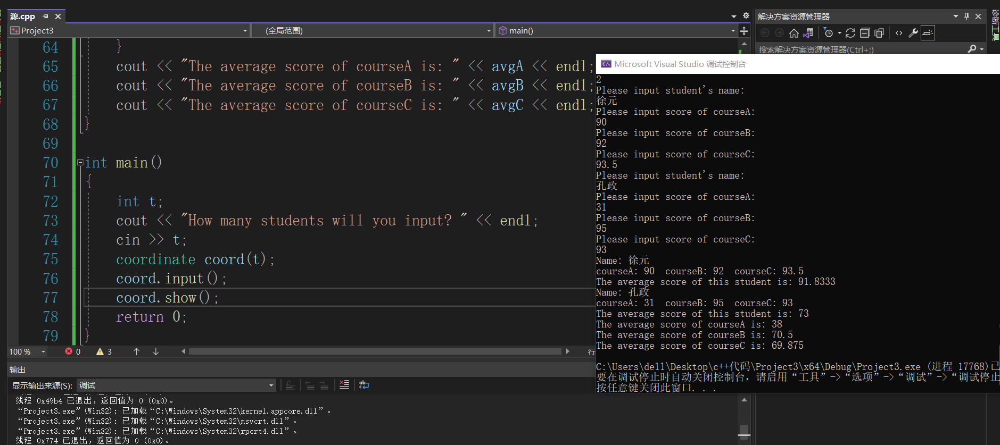 源.cpp
Project3
(全局范围)
main()
64 }
65 cout << "The average score of courseA is: " << avgA << endl;
66 cout << "The average score of courseB is: " << avgB << endl;
67 cout << "The average score of courseC is: " << avgC << endl;
68 }
69
70 int main()
71 {
72 int t;
73 cout << "How many students will you input? " << endl;
74 cin >> t;
75 coordinate coord(t);
76 coord.input();
77 coord.show();
78 return 0;
79 }
100 % 0 3 行
输出
显示输出来源(S): 调试
线程 0x49b4 已退出，返回值为 0 (0x0)。
“Project3.exe”(Win32): 已加载“C:\Windows\System32\kernel.appcore.dll”。
“Project3.exe”(Win32): 已加载“C:\Windows\System32\msvcrt.dll”。
“Project3.exe”(Win32): 已加载“C:\Windows\System32\rpcrt4.dll”。
线程 0x774 已退出，返回值为 0 (0x0)。
解决方案资源管理器
搜索解决方案资源管理器(Ctrl+;)
诊断工具
Microsoft Visual Studio 调试控制台
2
Please input student's name:
徐元
Please input score of courseA:
90
Please input score of courseB:
92
Please input score of courseC:
93.5
Please input student's name:
孔政
Please input score of courseA:
31
Please input score of courseB:
95
Please input score of courseC:
93
Name: 徐元
courseA: 90 courseB: 92 courseC: 93.5
The average score of this student is: 91.8333
Name: 孔政
courseA: 31 courseB: 95 courseC: 93
The average score of this student is: 73
The average score of courseA is: 38
The average score of courseB is: 70.5
The average score of courseC is: 69.875
C:\Users\dell\Desktop\c++代码\Project3\x64\Debug\Project3.exe (进程 17768)已
要在调试停止时自动关闭控制台，请启用“工具”->“选项”->“调试”->“调试停止
按任意键关闭此窗口. . .